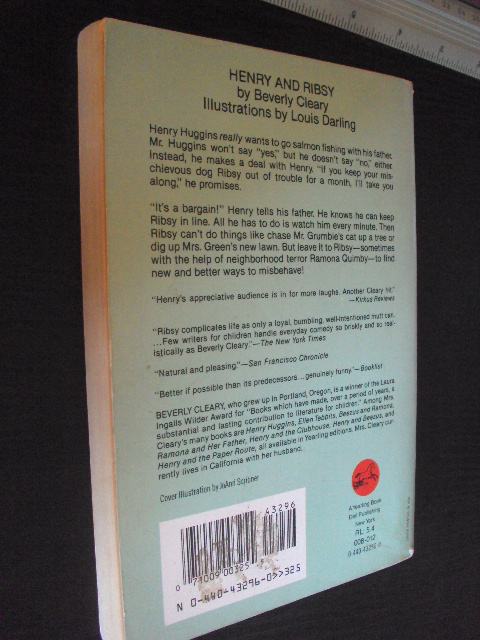 HENRY AND RIBSY
by Beverly Cleary
Illustrations by Louis Darling
Henry Huggins really wants to go salmon fishing with his father.
Mr. Huggins won't say "yes," but he doesn't say "no," either.
Instead, he makes a deal with Henry. "If you keep your mis-
chievous dog Ribsy out of trouble for a month, I'll take you
along," he promises.
"It's a bargain!" Henry tells his father. He knows he can keep
Ribsy in line. All he has to do is watch him every minute. Then
Ribsy can't do things like chase Mr. Grumbie's cat up a tree or
dig up Mrs. Green's new lawn. But leave it to Ribsy—sometimes
with the help of neighborhood terror Ramona Quimby—to find
new and better ways to misbehave!
"Henry's appreciative audience is in for more laughs. Another Cleary hit."
—Kirkus Reviews
"Ribsy complicates life as only a loyal, bumbling, well-intentioned mutt can.
...Few writers for children handle everyday comedy so briskly and so real-
istically as Beverly Cleary."—The New York Times
"Natural and pleasing."—San Francisco Chronicle
"Better if possible than its predecessors...genuinely funny."—Booklist
BEVERLY CLEARY, who grew up in Portland, Oregon, is a winner of the Laura
Ingalls Wilder Award for "Books which have made, over a period of years, a
substantial and lasting contribution to literature for children." Among Mrs.
Cleary's many books are Henry Huggins, Ellen Tebbits, Beezus and Ramona,
Ramona and Her Father, Henry and the Clubhouse, Henry and Beezus, and
Henry and the Paper Route, all available in Yearling editions. Mrs. Cleary cur-
rently lives in California with her husband.
Cover illustration by JoAnn Scribner
A Yearling Book
Dell Publishing
New York
RL: 5.4
008-012
0-440-43296-0
43296
0 71009 00325
N 0-440-43296-0>>325